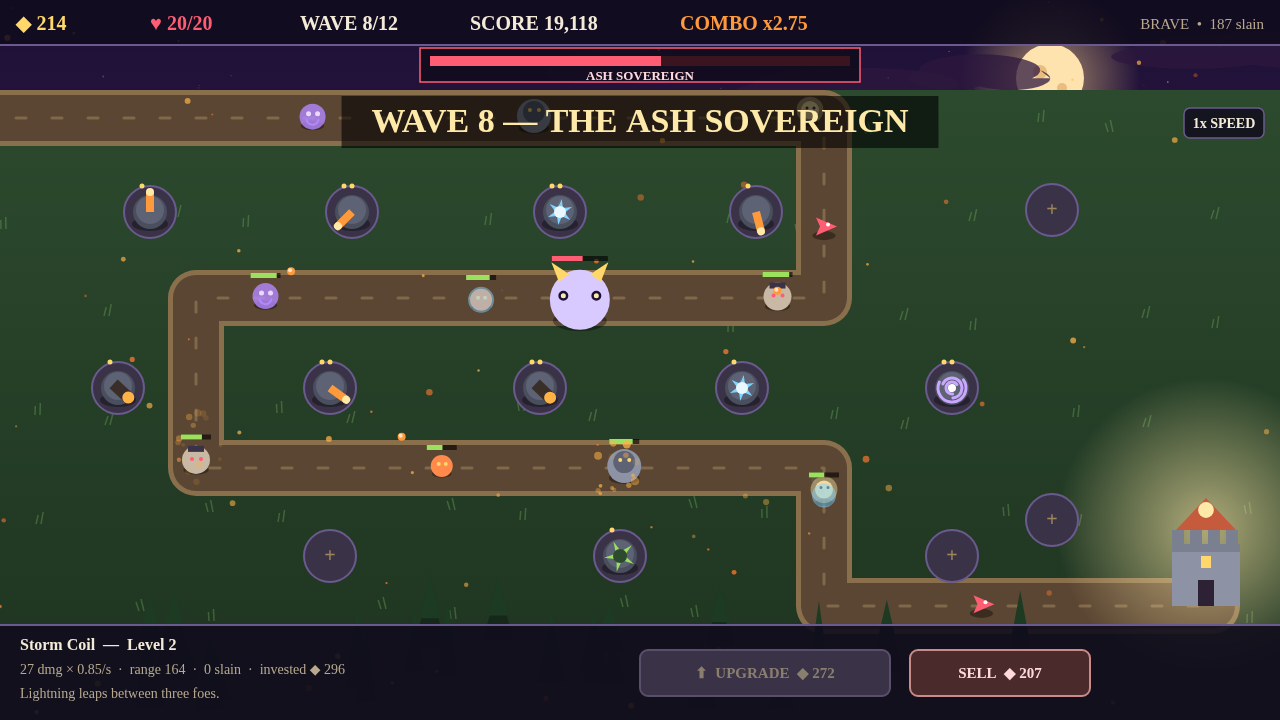 ◆ 214
♥ 20/20
WAVE 8/12
SCORE 19,118
COMBO x2.75
BRAVE • 187 slain
ASH SOVEREIGN
WAVE 8 — THE ASH SOVEREIGN
1x SPEED
+
+
+
+
Storm Coil — Level 2
27 dmg × 0.85/s · range 164 · 0 slain · invested ◆ 296
Lightning leaps between three foes.
⬆ UPGRADE ◆ 272
SELL ◆ 207